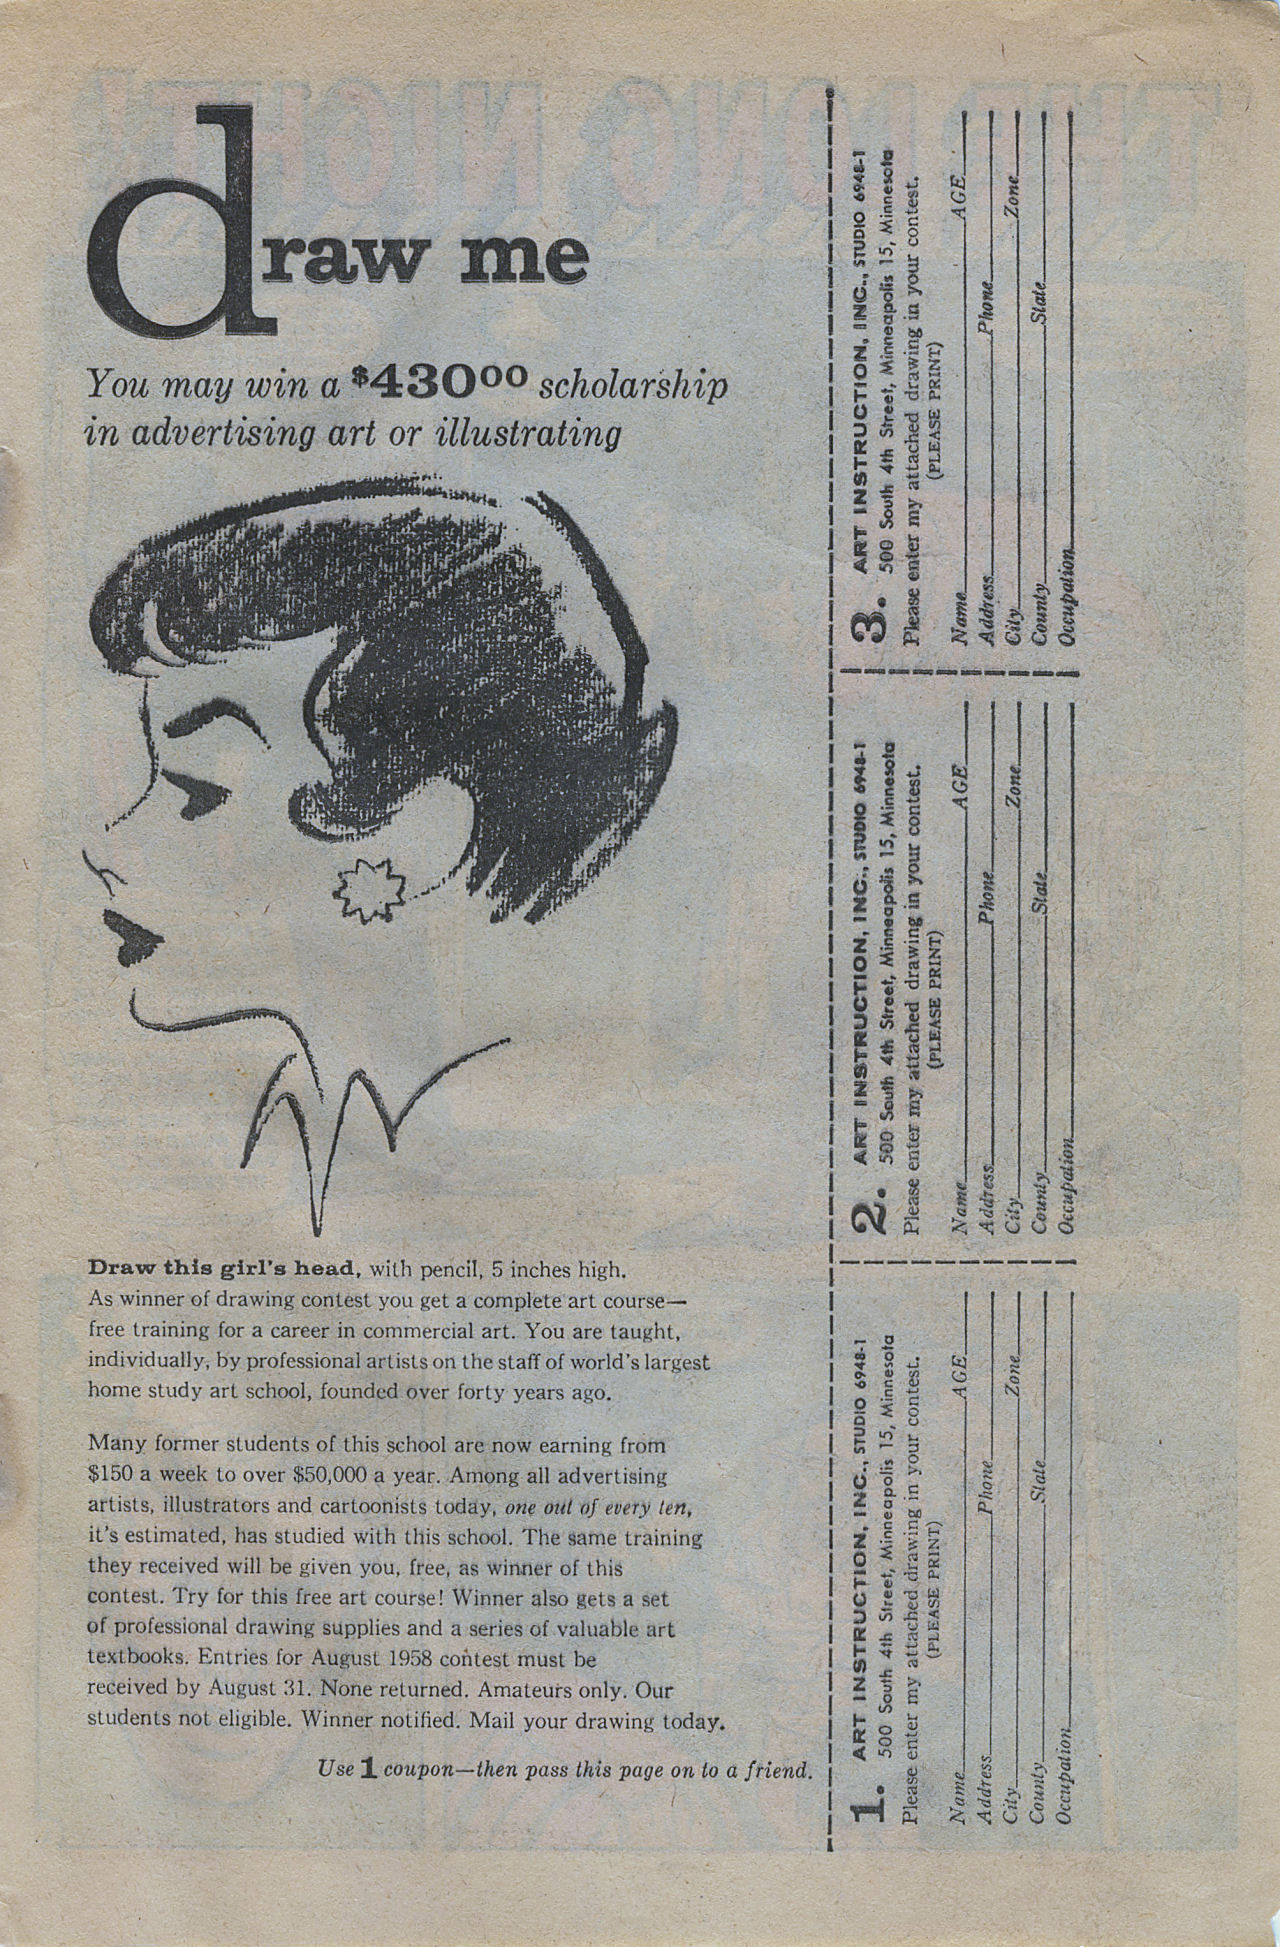 draw me
You may win a $43000 scholarship
in advertising art or illustrating
Draw this girl's head, with pencil, 5 inches high.
As winner of drawing contest you get a complete art course—
free training for a career in commercial art. You are taught,
individually, by professional artists on the staff of world's largest
home study art school, founded over forty years ago.
Many former students of this school are now earning from
$150 a week to over $50,000 a year. Among all advertising
artists, illustrators and cartoonists today, one out of every ten,
it's estimated, has studied with this school. The same training
they received will be given you, free, as winner of this
contest. Try for this free art course! Winner also gets a set
of professional drawing supplies and a series of valuable art
textbooks. Entries for August 1958 contest must be
received by August 31. None returned. Amateurs only. Our
students not eligible. Winner notified. Mail your drawing today.
Use 1 coupon—then pass this page on to a friend.
1. ART INSTRUCTION, INC., STUDIO 6948-1
500 South 4th Street, Minneapolis 15, Minnesota
Please enter my attached drawing in your contest.
(PLEASE PRINT)
Name AGE
Address Phone
City Zone
County State
Occupation
2. ART INSTRUCTION, INC., STUDIO 6948-1
500 South 4th Street, Minneapolis 15, Minnesota
Please enter my attached drawing in your contest.
(PLEASE PRINT)
Name AGE
Address Phone
City Zone
County State
Occupation
3. ART INSTRUCTION, INC., STUDIO 6948-1
500 South 4th Street, Minneapolis 15, Minnesota
Please enter my attached drawing in your contest.
(PLEASE PRINT)
Name AGE
Address Phone
City Zone
County State
Occupation